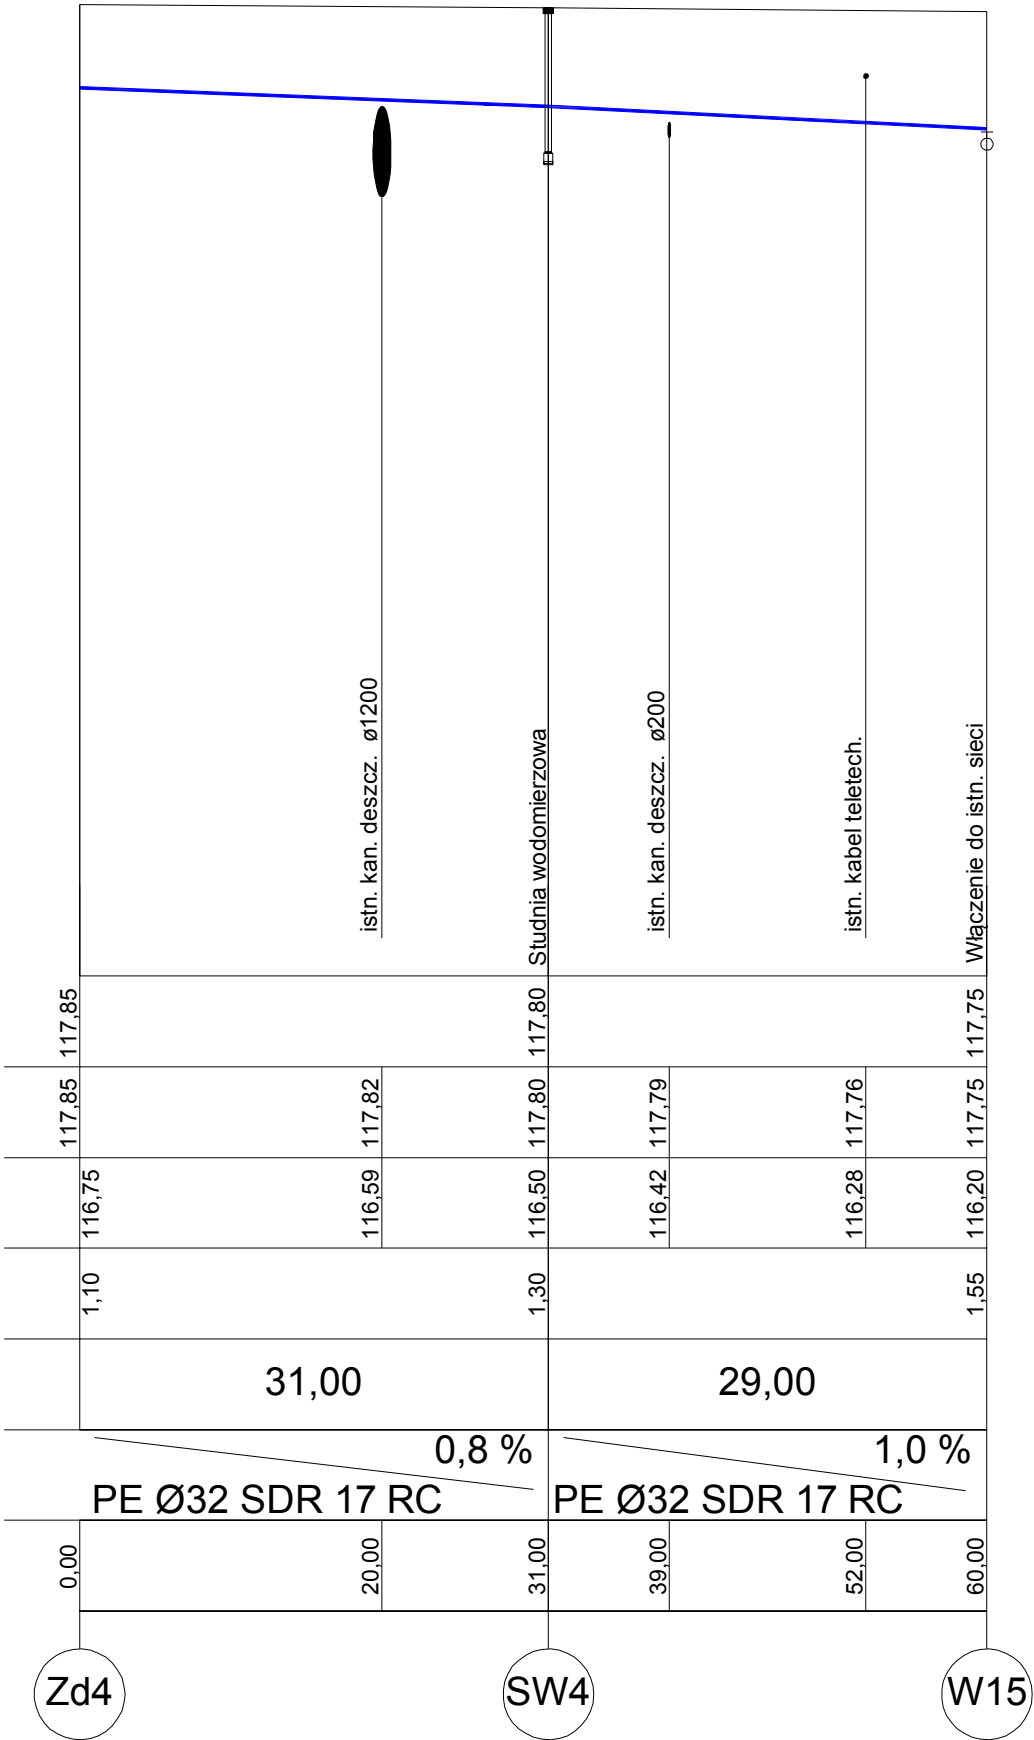 istn. kan. deszcz. ø1200
Studnia wodomierzowa
istn. kan. deszcz. ø200
istn. kabel teletech.
Włączenie do istn. sieci
117,85
117,80
117,75
117,85
117,82
117,80
117,79
117,76
117,75
116,75
116,59
116,50
116,42
116,28
116,20
1,10
1,30
1,55
31,00
29,00
0,8 %
1,0 %
PE Ø32 SDR 17 RC
PE Ø32 SDR 17 RC
0,00
20,00
31,00
39,00
52,00
60,00
Zd4
SW4
W15